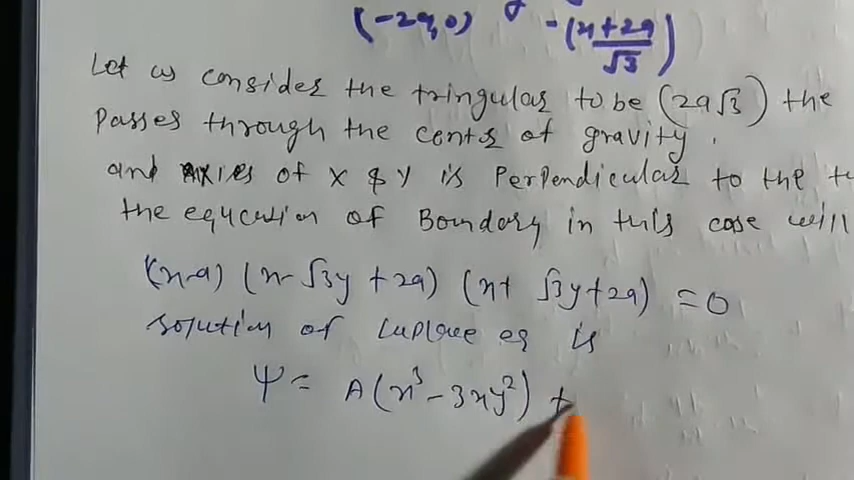 (-2a,0) -(x+2a/√3)
Let us consider the tringular to be (2a√3) the
Passes through the center of gravity.
and Axies of X & Y is Perpendicular to the
the equcation of Boundary in this case will
(x-a) (x-√3y+2a) (x+ √3y+2a) =0
solution of Laplace eq is
Ψ= A(x³-3xy²) +